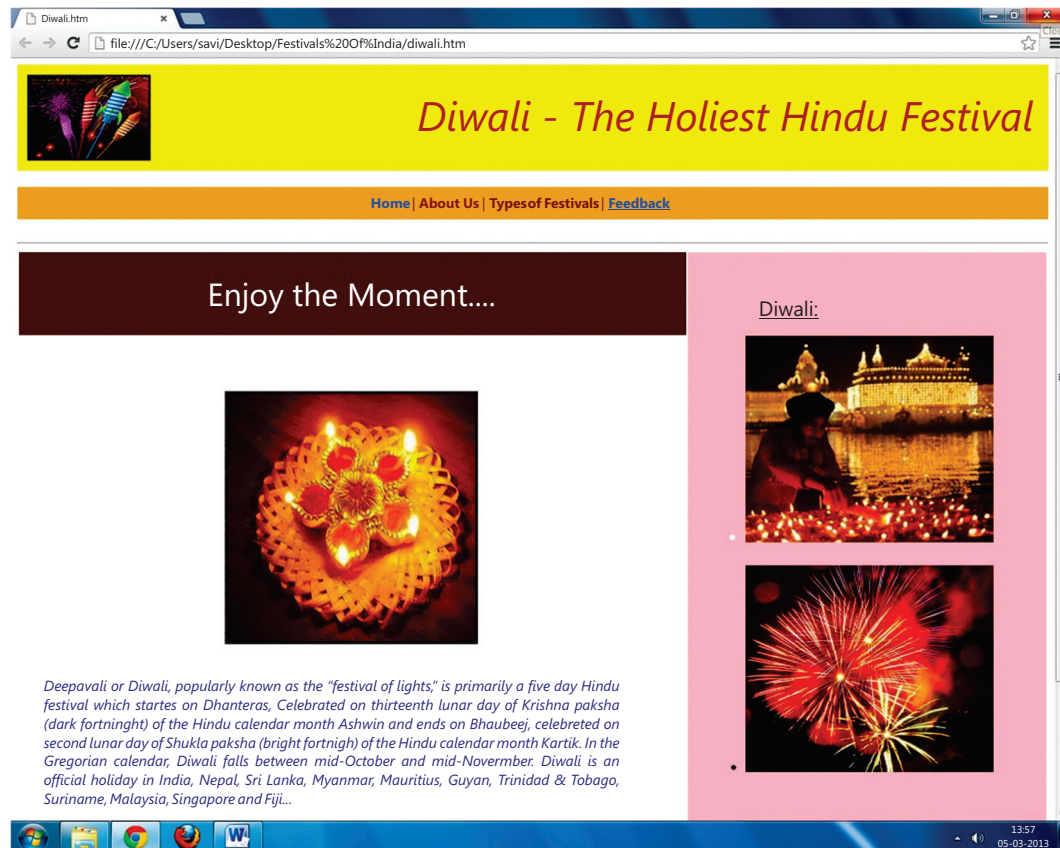 Diwali.htm
file:///C:/Users/savi/Desktop/Festivals%20Of%India/diwali.htm
Clo
Diwali - The Holiest Hindu Festival
Home | About Us | Types of Festivals | Feedback
Enjoy the Moment....
Diwali:
Deepavali or Diwali, popularly known as the “festival of lights,” is primarily a five day Hindu
festival which startes on Dhanteras, Celebrated on thirteenth lunar day of Krishna paksha
(dark fortninght) of the Hindu calendar month Ashwin and ends on Bhaubeej, celebreted on
second lunar day of Shukla paksha (bright fortnigh) of the Hindu calendar month Kartik. In the
Gregorian calendar, Diwali falls between mid-October and mid-Novermber. Diwali is an
official holiday in India, Nepal, Sri Lanka, Myanmar, Mauritius, Guyan, Trinidad & Tobago,
Suriname, Malaysia, Singapore and Fiji...
13:57
05-03-2013